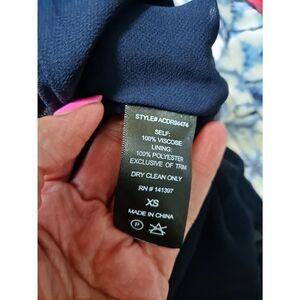 STYLE# ACDR94474
SELF:
100% VISCOSE
LINING:
100% POLYESTER
EXCLUSIVE OF TRIM
DRY CLEAN ONLY
RN # 141397
XS
MADE IN CHINA
P